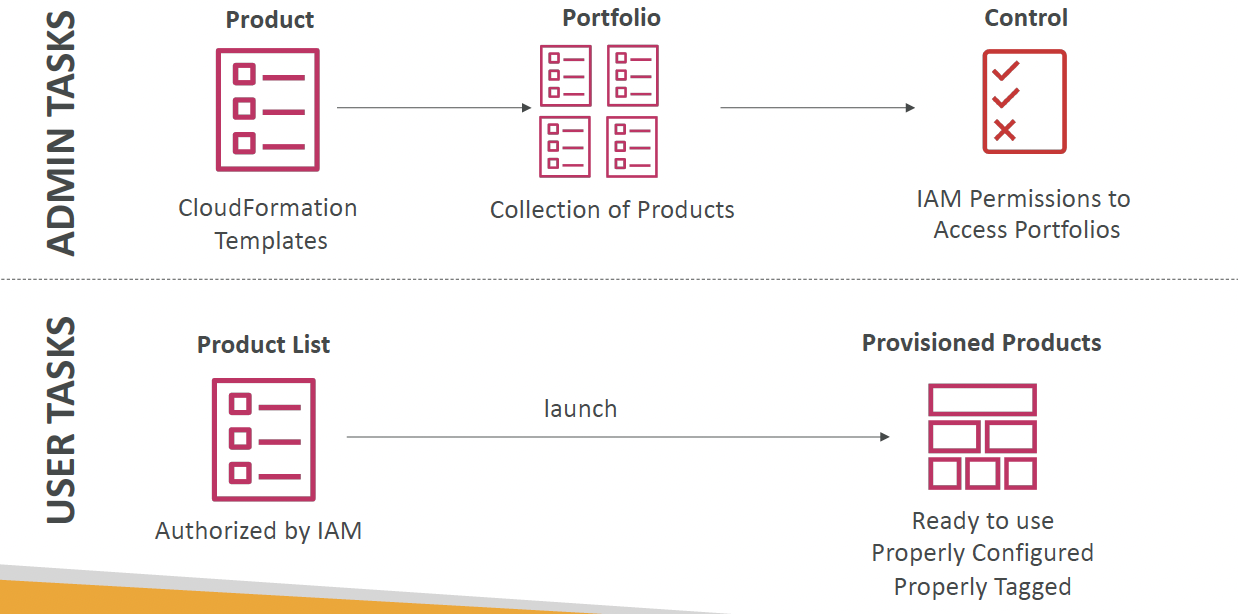 ADMIN TASKS
Product
Portfolio
Control
CloudFormation
Templates
Collection of Products
IAM Permissions to
Access Portfolios
USER TASKS
Product List
launch
Provisioned Products
Authorized by IAM
Ready to use
Properly Configured
Properly Tagged